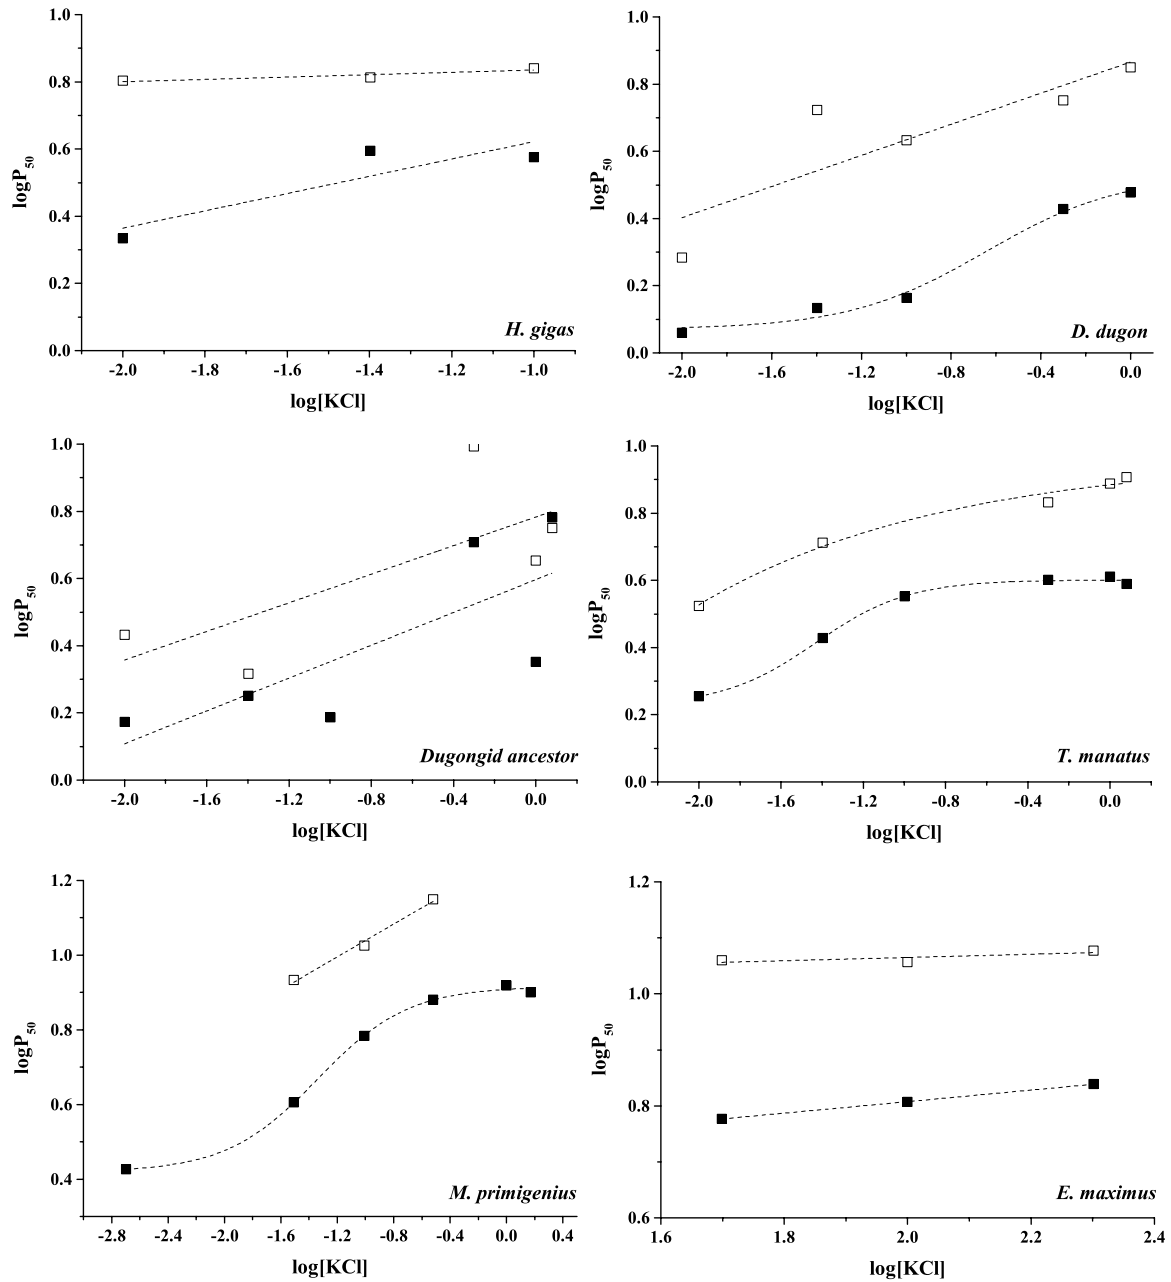 1.0
0.8
0.6
0.4
0.2
0.0
logP50
H. gigas
-2.0 -1.8 -1.6 -1.4 -1.2 -1.0
log[KCl]
1.0
0.8
0.6
0.4
0.2
0.0
logP50
D. dugon
-2.0 -1.6 -1.2 -0.8 -0.4 0.0
log[KCl]
1.0
0.8
0.6
0.4
0.2
0.0
logP50
Dugongid ancestor
-2.0 -1.6 -1.2 -0.8 -0.4 0.0
log[KCl]
1.0
0.8
0.6
0.4
0.2
0.0
logP50
T. manatus
-2.0 -1.6 -1.2 -0.8 -0.4 0.0
log[KCl]
1.2
1.0
0.8
0.6
0.4
logP50
M. primigenius
-2.8 -2.4 -2.0 -1.6 -1.2 -0.8 -0.4 0.0 0.4
log[KCl]
1.2
1.0
0.8
0.6
logP50
E. maximus
1.6 1.8 2.0 2.2 2.4
log[KCl]